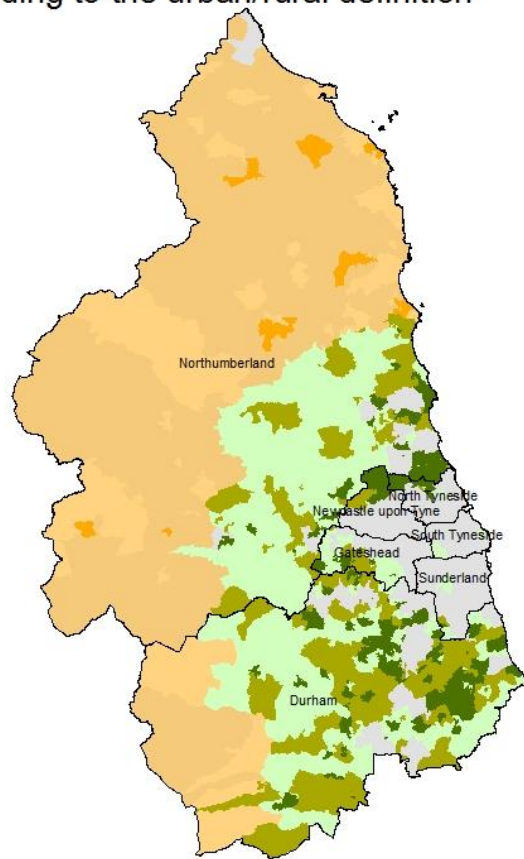 ding to the urban/rural definition
Northumberland
North Tyneside
Newcastle upon Tyne
South Tyneside
Gateshead
Sunderland
Durham